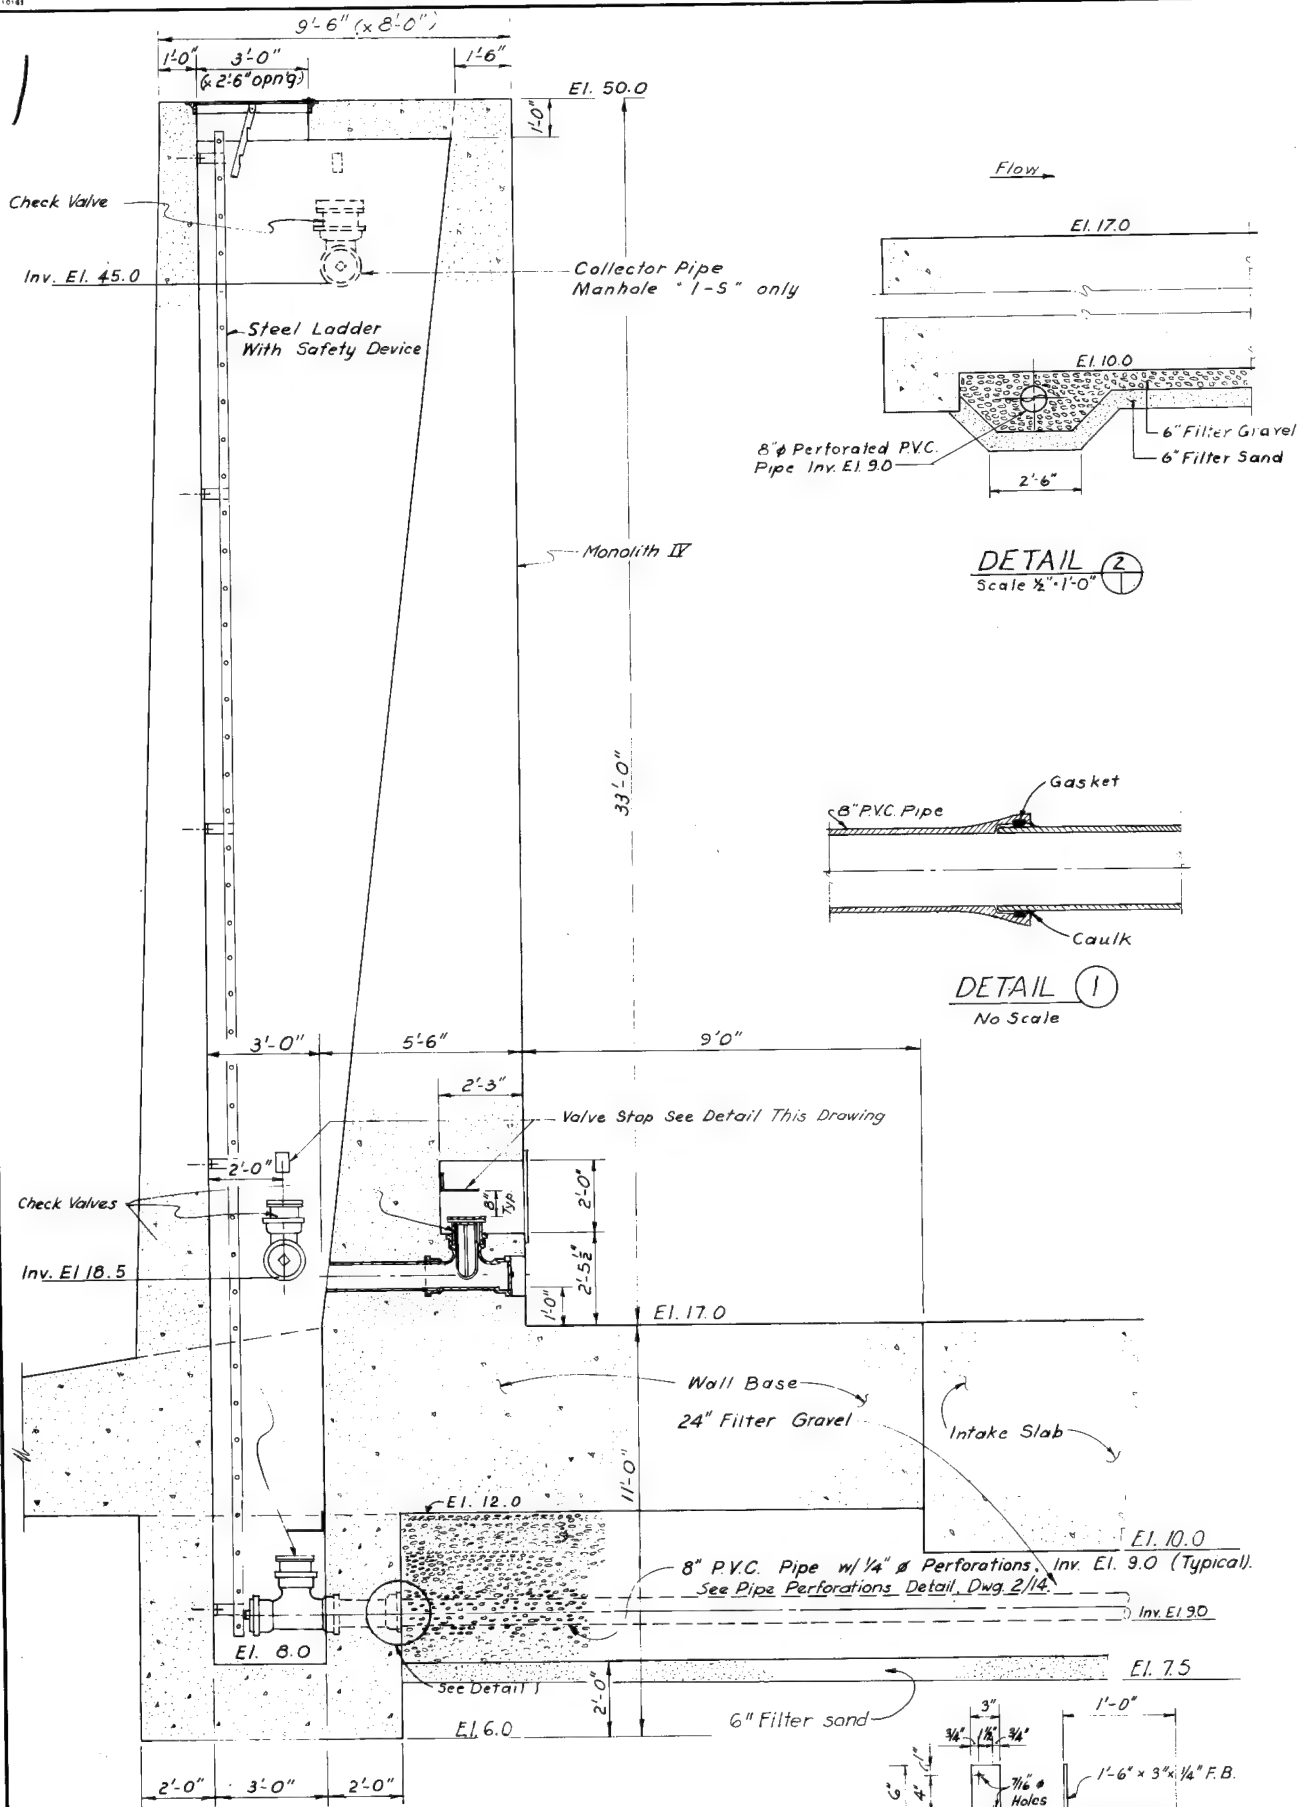 9'-6" (x 8'-0")
1'-0"
3'-0"
(x 2'-6" opn'g)
1'-6"
El. 50.0
1'-0"
Check Valve
Inv. El. 45.0
Collector Pipe
Manhole "1-S" only
Steel Ladder
With Safety Device
Monolith IV
33'-0"
Flow
El. 17.0
El. 10.0
8"ø Perforated P.V.C.
Pipe Inv. El. 9.0
6" Filter Gravel
6" Filter Sand
2'-6"
DETAIL 2
1
Scale ½"=1'-0"
8" P.V.C. Pipe
Gasket
Caulk
DETAIL 1
No Scale
3'-0"
5'-6"
9'0"
2'-3"
Valve Stop See Detail This Drawing
2'-0"
8"
Typ.
2'-0"
Check Valves
Inv. El 18.5
2'-5½"
1'-0"
El. 17.0
Wall Base
24" Filter Gravel
Intake Slab
11'-0"
El. 12.0
El. 10.0
8" P.V.C. Pipe w/ ¼" ø Perforations, Inv. El. 9.0 (Typical).
See Pipe Perforations Detail, Dwg. 2/14.
Inv. El 9.0
El. 8.0
See Detail 1
2'-0"
El. 7.5
6" Filter sand
El. 6.0
2'-0"
3'-0"
2'-0"
3"
¾"
1½"
¾"
1"
6"
4"
7/16" ø
Holes
1'-0"
1'-6" x 3" x ¼" F.B.